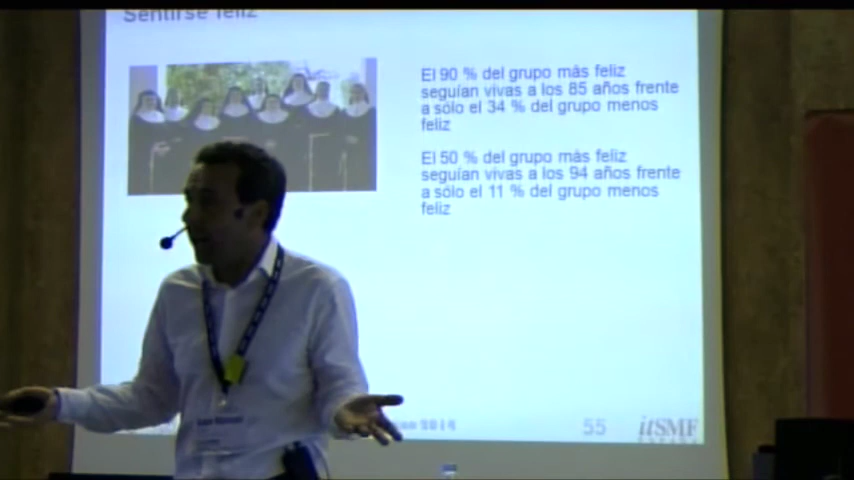 Sentirse feliz
El 90 % del grupo más feliz
seguían vivas a los 85 años frente
a sólo el 34 % del grupo menos
feliz
El 50 % del grupo más feliz
seguían vivas a los 94 años frente
a sólo el 11 % del grupo menos
feliz
2014
55
itSMF